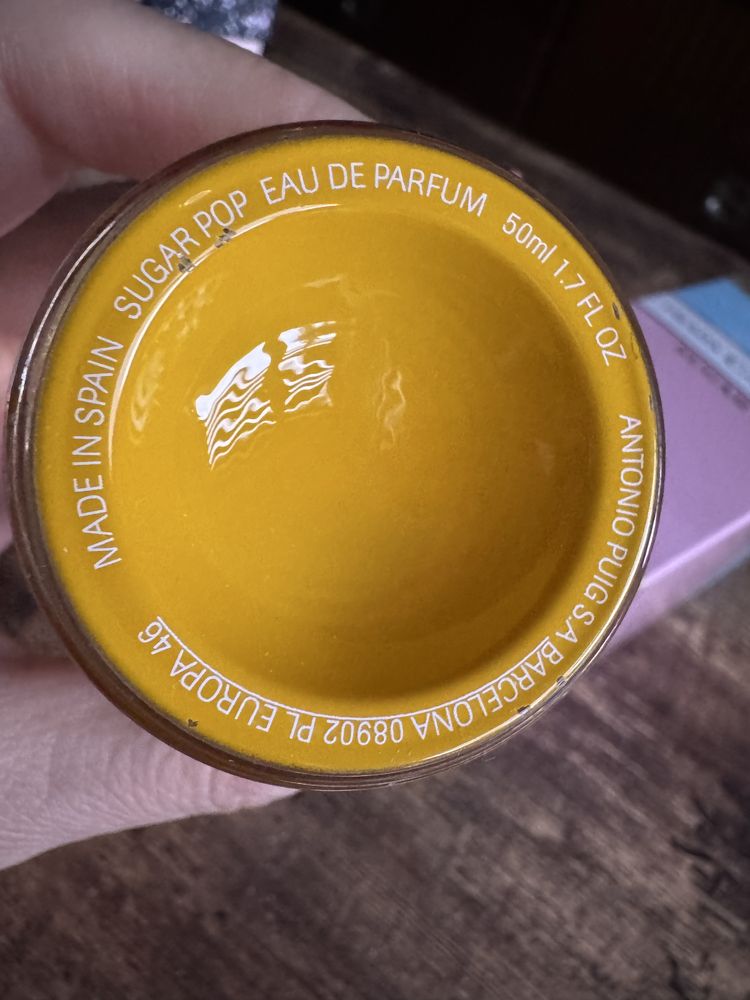 MADE IN SPAIN SUGAR POP EAU DE PARFUM 50ml 1.7 FL OZ
ANTONIO PUIG S.A BARCELONA 08902 PL EUROPA 46